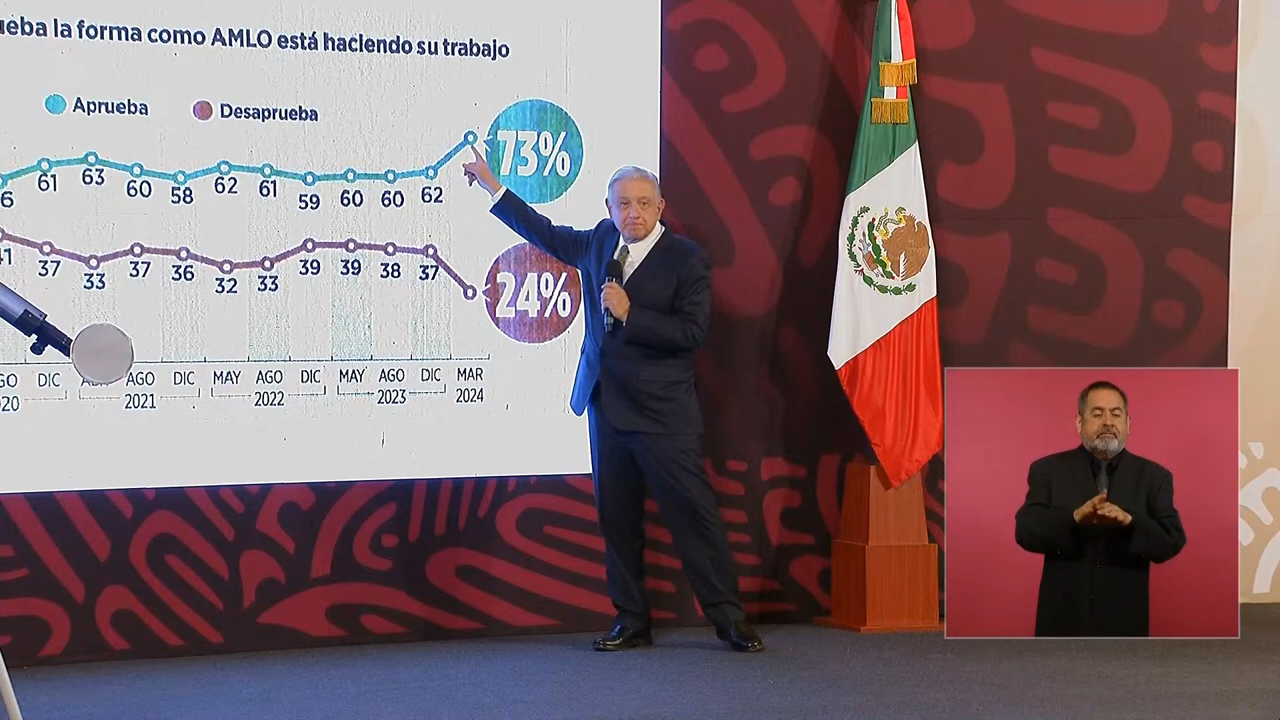 ueba la forma como AMLO está haciendo su trabajo
Aprueba Desaprueba
73%
6 61 63 60 58 62 61 59 60 60 62
24%
41 37 33 37 36 32 33 39 39 38 37
GO DIC AGO DIC MAY AGO DIC MAY AGO DIC MAR
20 2021 2022 2023 2024